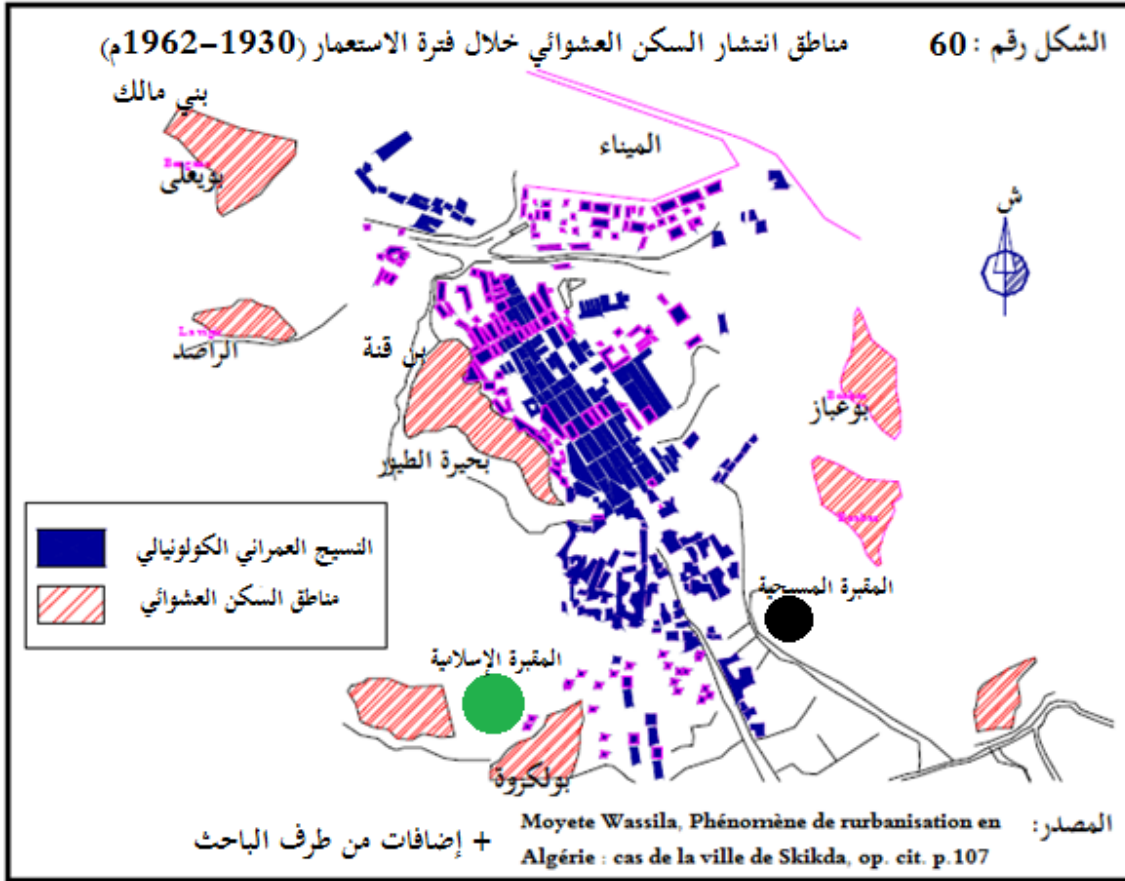 الشكل رقم : 60 مناطق انتشار السكن العشوائي خلال فترة الاستعمار (1930-1962م)
بني مالك
الميناء
بويعلى
ش
الراصد
بن قنة
بوعباز
بحيرة الطيور
النسيج العمراني الكولونيالي
مناطق السكن العشوائي
المقبرة المسيحية
المقبرة الإسلامية
بولكروة
المصدر: Moyete Wassila, Phénomène de rurbanisation en
Algérie : cas de la ville de Skikda, op. cit. p.107
+ إضافات من طرف الباحث